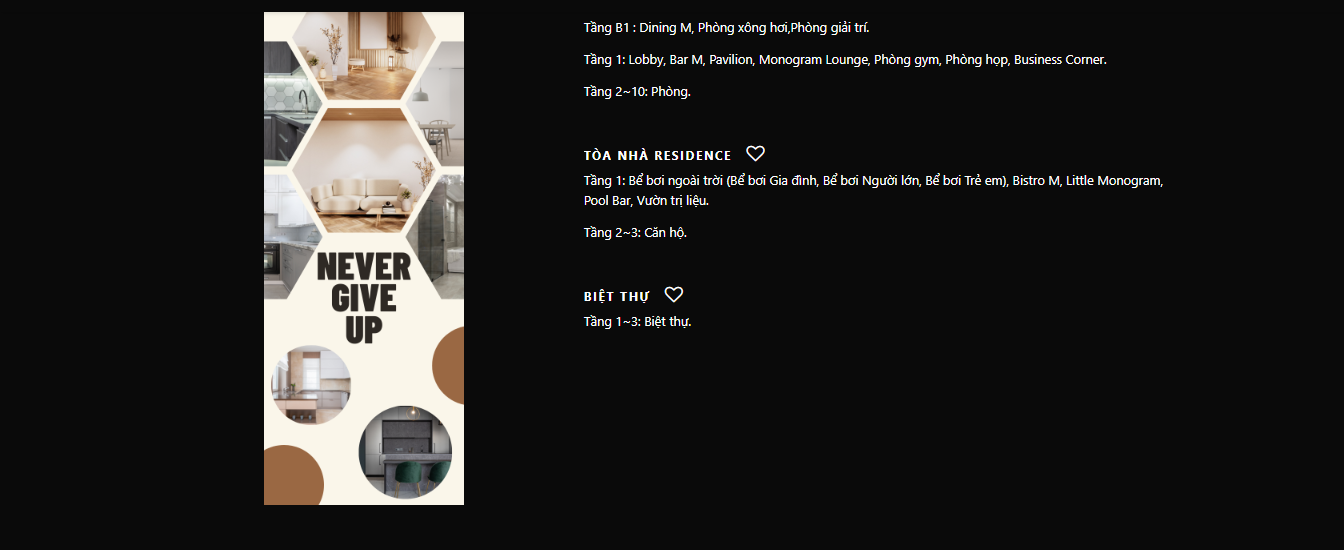 Tầng B1 : Dining M, Phòng xông hơi,Phòng giải trí.
Tầng 1: Lobby, Bar M, Pavilion, Monogram Lounge, Phòng gym, Phòng họp, Business Corner.
Tầng 2~10: Phòng.
TÒA NHÀ RESIDENCE
Tầng 1: Bể bơi ngoài trời (Bể bơi Gia đình, Bể bơi Người lớn, Bể bơi Trẻ em), Bistro M, Little Monogram,
Pool Bar, Vườn trị liệu.
Tầng 2~3: Căn hộ.
BIỆT THỰ
Tầng 1~3: Biệt thự.
NEVER
GIVE
UP